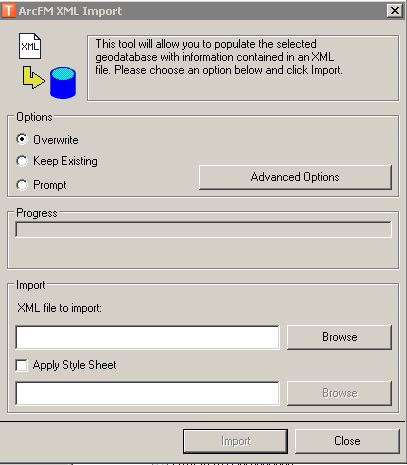 T ArcFM XML Import
XML
This tool will allow you to populate the selected
geodatabase with information contained in an XML
file. Please choose an option below and click Import.
Options
Overwrite
Keep Existing
Prompt
Advanced Options
Progress
Import
XML file to import:
Browse
Apply Style Sheet
Browse
Import
Close